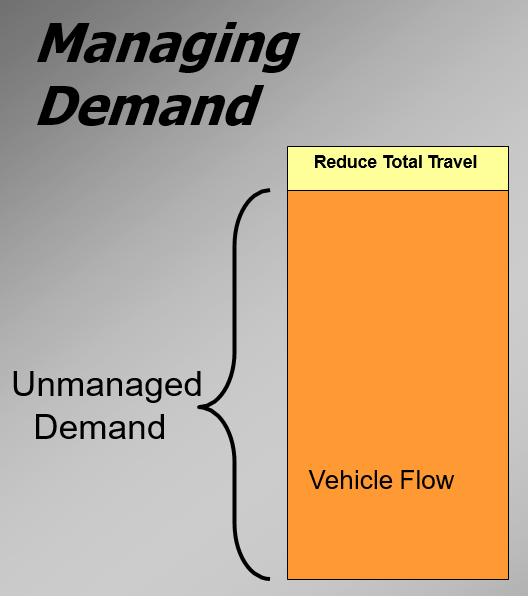 Managing
Demand
Reduce Total Travel
Unmanaged
Demand
Vehicle Flow